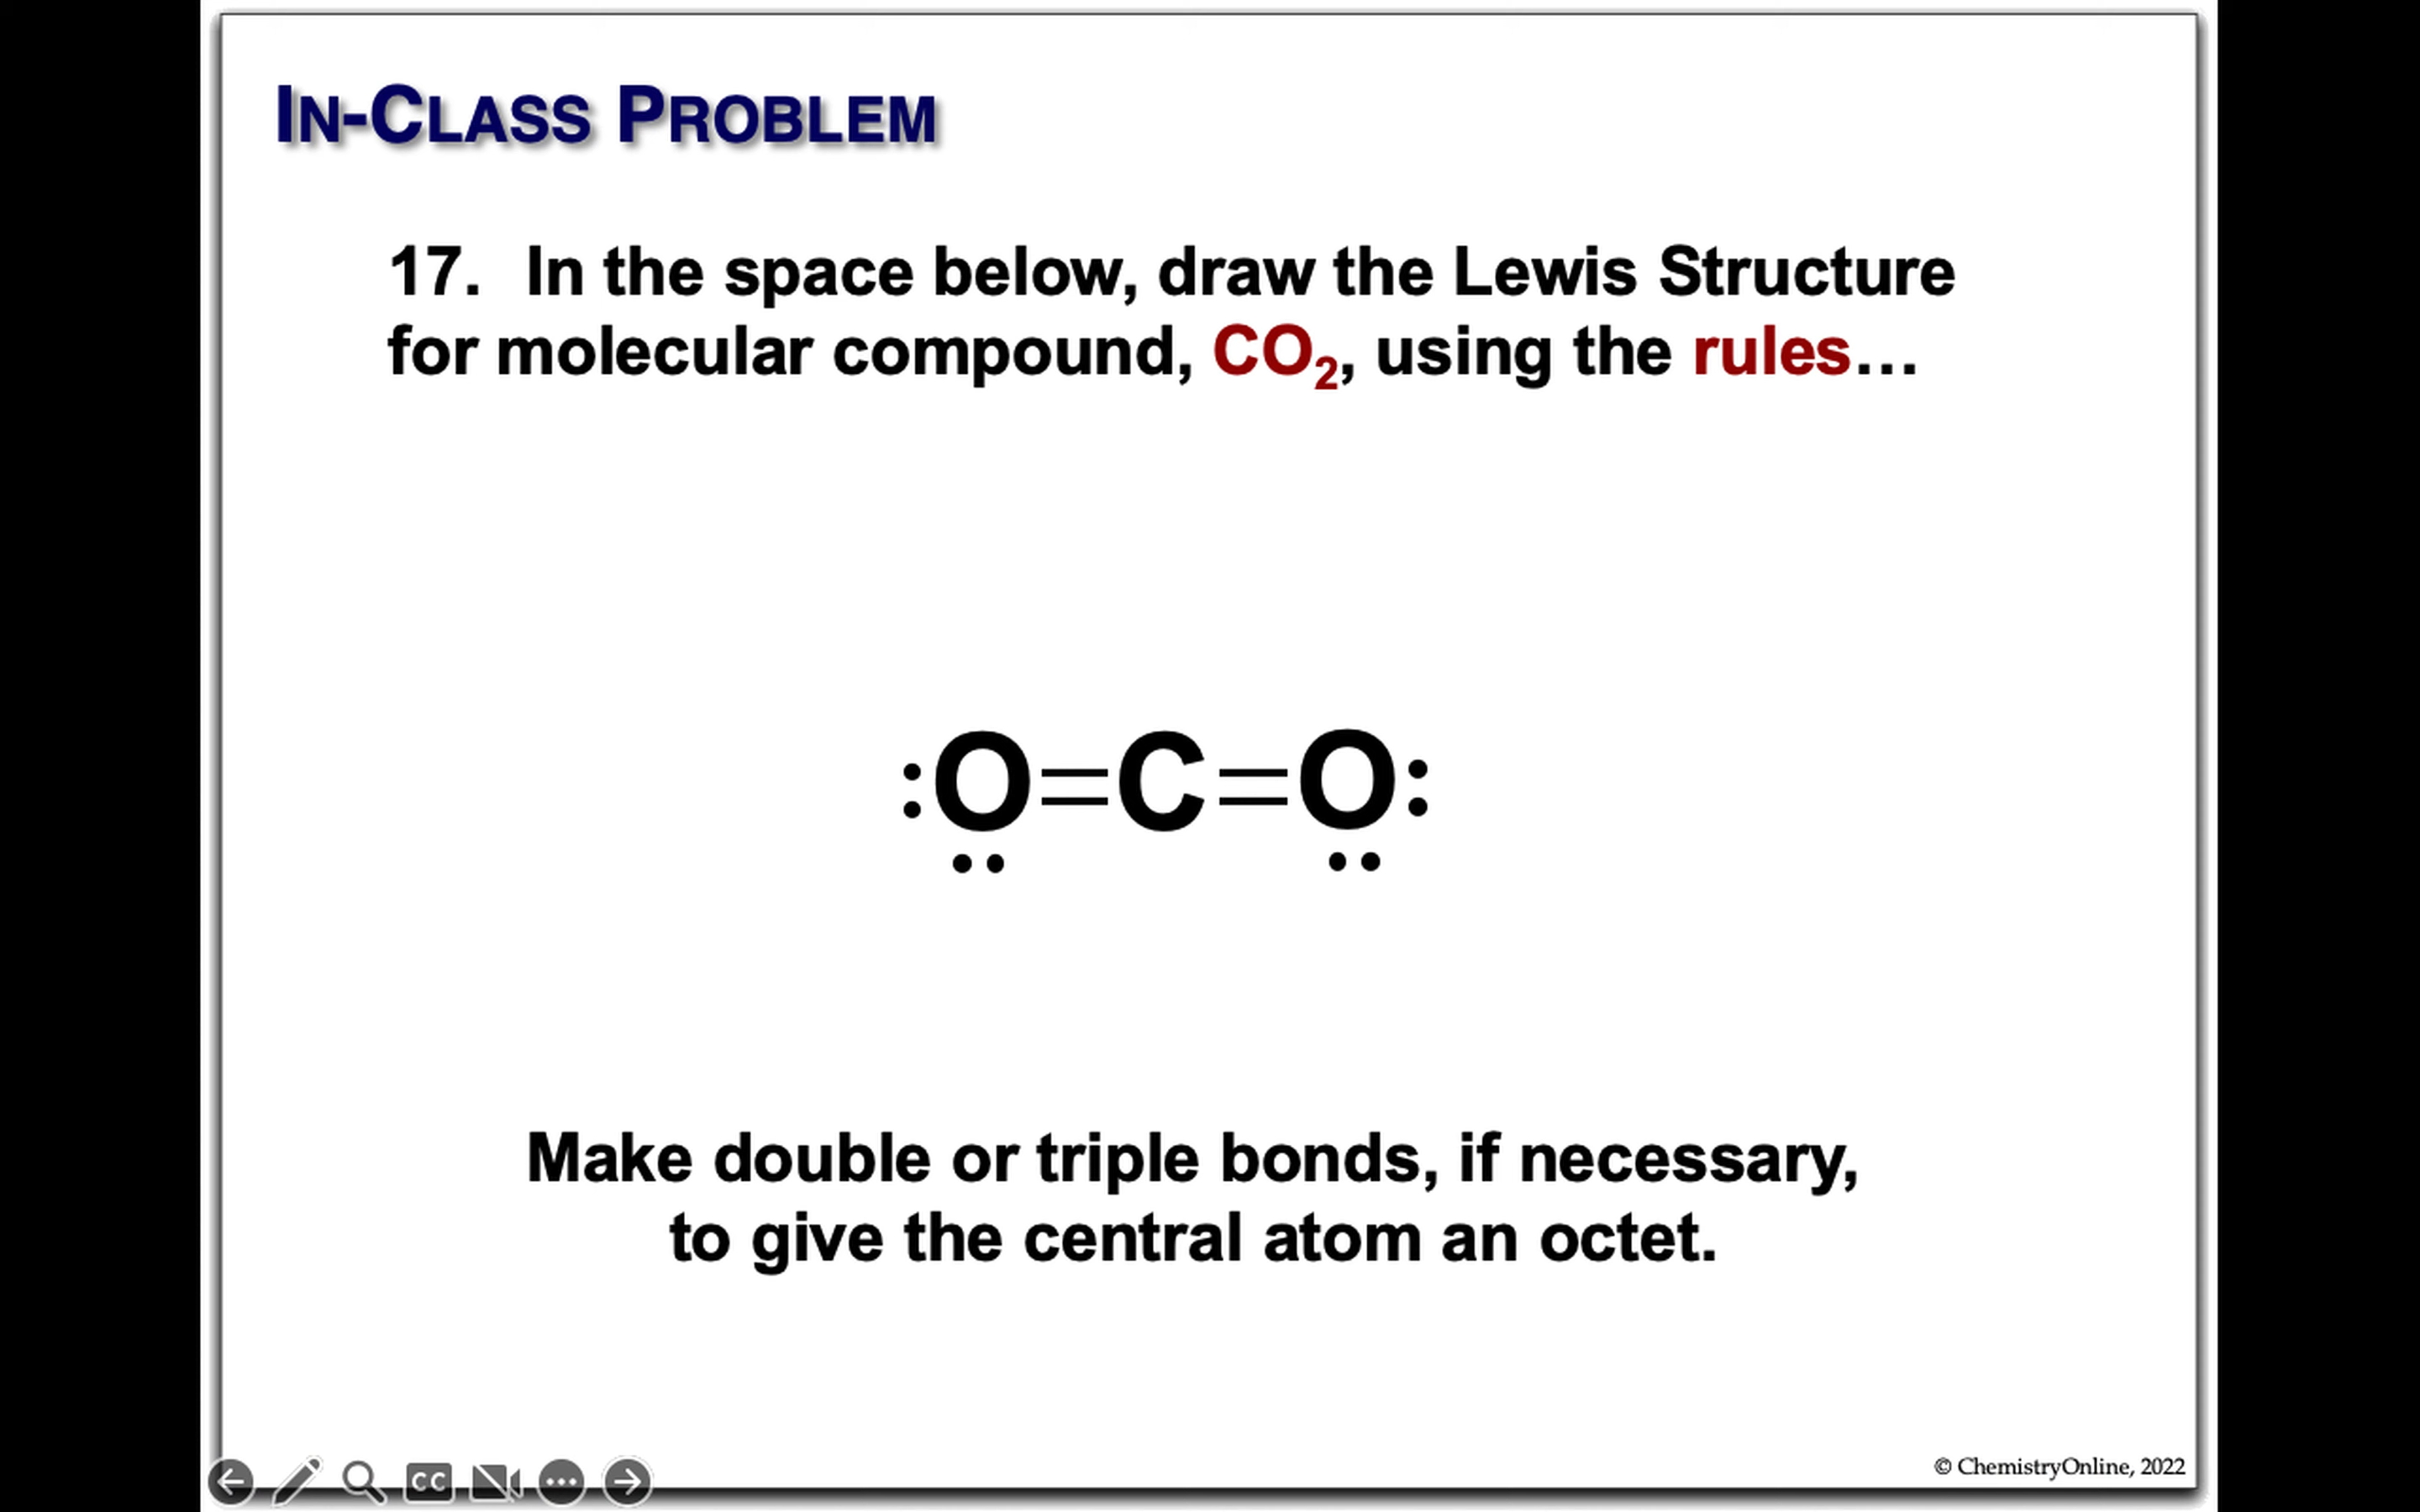 IN-CLASS PROBLEM
17. In the space below, draw the Lewis Structure
for molecular compound, CO₂, using the rules...
:O=C=O:
.. ..
Make double or triple bonds, if necessary,
to give the central atom an octet.
CC
© ChemistryOnline, 2022